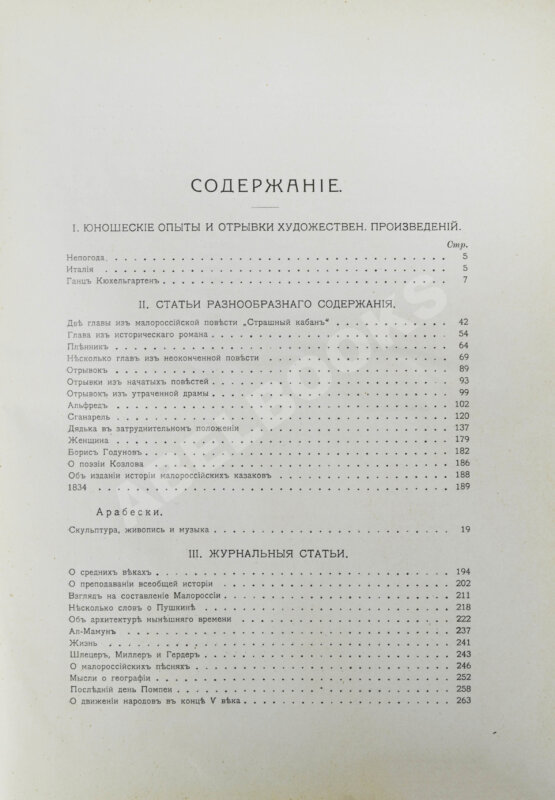 СОДЕРЖАНІЕ.
I. ЮНОШЕСКІЕ ОПЫТЫ И ОТРЫВКИ ХУДОЖЕСТВЕН. ПРОИЗВЕДЕНІЙ.
Стр.
Непогода. 5
Италія 5
Ганцъ Кюхельгартенъ. 7
II. СТАТЬИ РАЗНООБРАЗНАГО СОДЕРЖАНІЯ.
Двѣ главы изъ малороссійской повѣсти „Страшный кабанъ“ 42
Глава изъ историческаго романа 54
Плѣнникъ 64
Нѣсколько главъ изъ неоконченной повѣсти 69
Отрывокъ 89
Отрывки изъ начатыхъ повѣстей 93
Отрывокъ изъ утраченной драмы 99
Альфредъ 102
Сганарель 120
Дядька въ затруднительномъ положеніи 137
Женщина 179
Борисъ Годуновъ 182
О поэзіи Козлова 186
Объ изданіи исторіи малороссійскихъ казаковъ 188
1834 189
Арабески.
Скульптура, живопись и музыка 19
III. ЖУРНАЛЬНЫЯ СТАТЬИ.
О среднихъ вѣкахъ 194
О преподаваніи всеобщей исторіи 202
Взглядъ на составленіе Малороссіи 211
Нѣсколько словъ о Пушкинѣ 218
Объ архитектурѣ нынѣшняго времени 222
Ал-Мамунъ 237
Жизнь 241
Шлецеръ, Миллеръ и Гердеръ 243
О малороссійскихъ пѣсняхъ 246
Мысли о географіи 252
Послѣдній день Помпеи 258
О движеніи народовъ въ концѣ V вѣка 263
ABELBOOKS